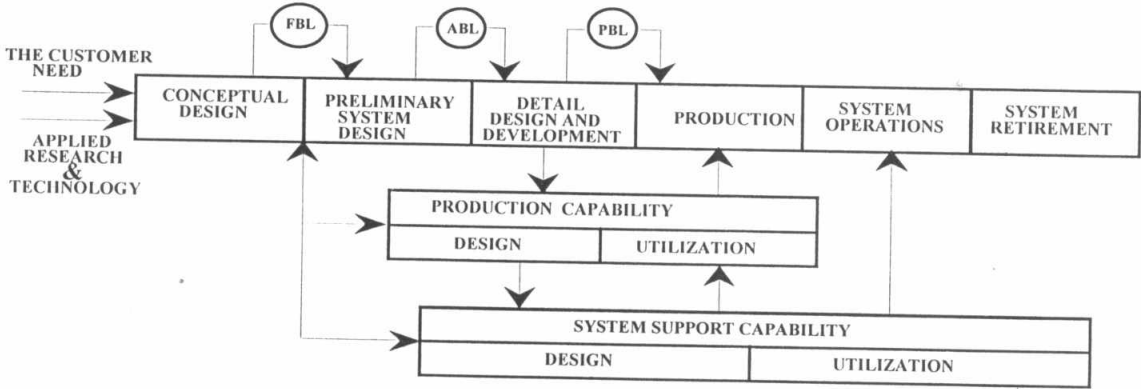 FBL
ABL
PBL
THE CUSTOMER
NEED
APPLIED
RESEARCH
&
TECHNOLOGY
CONCEPTUAL
DESIGN
PRELIMINARY
SYSTEM
DESIGN
DETAIL
DESIGN AND
DEVELOPMENT
PRODUCTION
SYSTEM
OPERATIONS
SYSTEM
RETIREMENT
PRODUCTION CAPABILITY
DESIGN
UTILIZATION
SYSTEM SUPPORT CAPABILITY
DESIGN
UTILIZATION